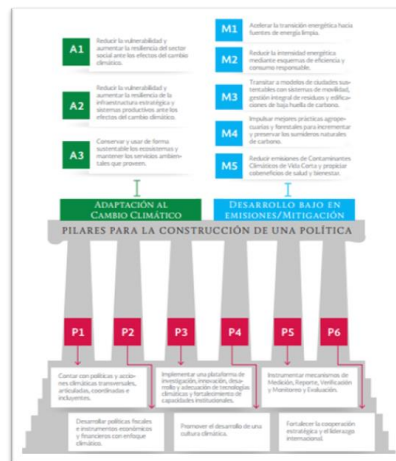 A1
Reducir la vulnerabilidad y
aumentar la resiliencia del sector
social ante los efectos del cambio
climático.
A2
Reducir la vulnerabilidad y
aumentar la resiliencia de la
infraestructura estratégica y
sistemas productivos ante los
efectos del cambio climático.
A3
Conservar y usar de forma
sustentable los ecosistemas y
mantener los servicios ambien-
tales que proveen.
M1
Acelerar la transición energética hacia
fuentes de energía limpia.
M2
Reducir la intensidad energética
mediante esquemas de eficiencia y
consumo responsable.
M3
Transitar a modelos de ciudades sus-
tentables con sistemas de movilidad,
gestión integral de residuos y edifica-
ciones de baja huella de carbono.
M4
Impulsar mejores prácticas agrope-
cuarias y forestales para incrementar
y preservar los sumideros naturales
de carbono.
M5
Reducir emisiones de Contaminantes
Climáticos de Vida Corta y propiciar
cobeneficios de salud y bienestar.
ADAPTACIÓN AL
CAMBIO CLIMÁTICO
DESARROLLO BAJO EN
EMISIONES/MITIGACIÓN
PILARES PARA LA CONSTRUCCIÓN DE UNA POLÍTICA
P1
P2
P3
P4
P5
P6
Contar con políticas y accio-
nes climáticas transversales,
articuladas, coordinadas e
incluyentes.
Implementar una plataforma de
investigación, innovación, desa-
rrollo y adecuación de tecnologías
climáticas y fortalecimiento de
capacidades institucionales.
Instrumentar mecanismos de
Medición, Reporte, Verificación
y Monitoreo y Evaluación.
Desarrollar políticas fiscales
e instrumentos económicos
y financieros con enfoque
climático.
Promover el desarrollo de una
cultura climática.
Fortalecer la cooperación
estratégica y el liderazgo
internacional.